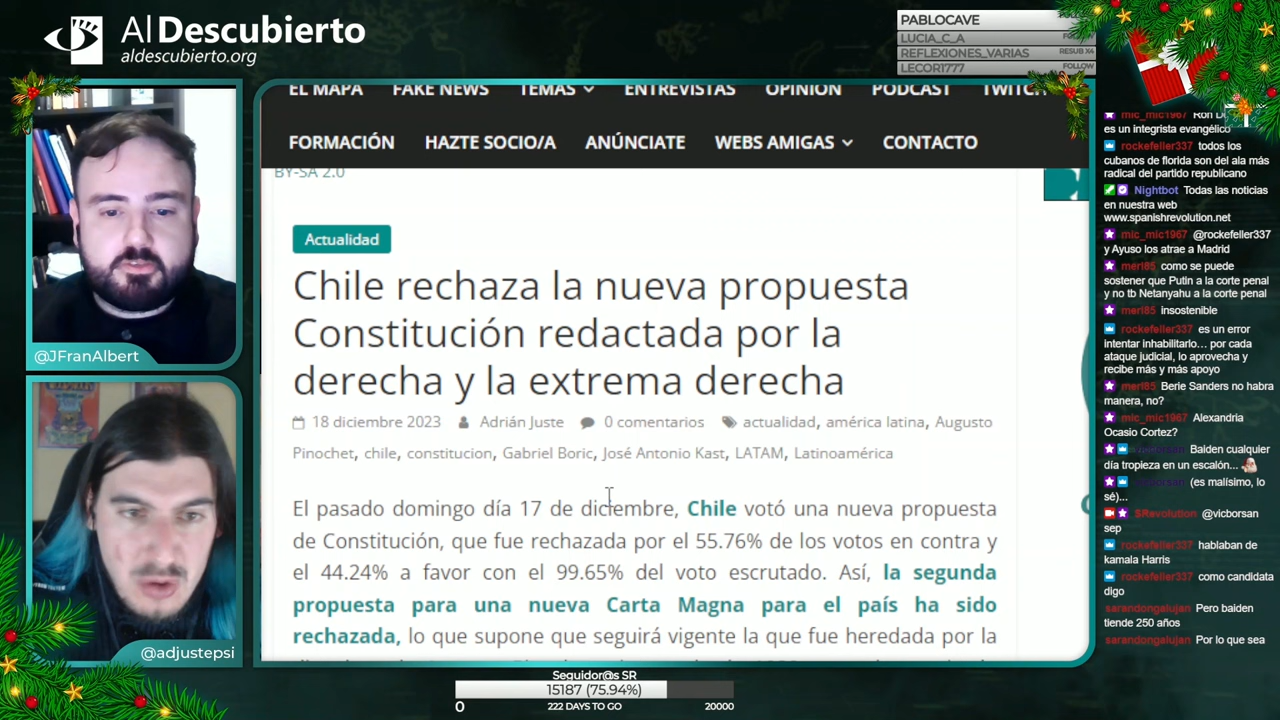 Al Descubierto
aldescubierto.org
PABLOCAVE
LUCIA_C_A
REFLEXIONES_VARIAS RESUB X4
LECOR1777 FOLLOW
EL MAPA FAKE NEWS TEMAS ENTREVISTAS OPINIÓN PODCAST TWITCH
FORMACIÓN HAZTE SOCIO/A ANÚNCIATE WEBS AMIGAS CONTACTO
BY-SA 2.0
Actualidad
Chile rechaza la nueva propuesta
Constitución redactada por la
derecha y la extrema derecha
18 diciembre 2023 Adrián Juste 0 comentarios actualidad, américa latina, Augusto
Pinochet, chile, constitucion, Gabriel Boric, José Antonio Kast, LATAM, Latinoamérica
El pasado domingo día 17 de diciembre, Chile votó una nueva propuesta
de Constitución, que fue rechazada por el 55.76% de los votos en contra y
el 44.24% a favor con el 99.65% del voto escrutado. Así, la segunda
propuesta para una nueva Carta Magna para el país ha sido
rechazada, lo que supone que seguirá vigente la que fue heredada por la
@JFranAlbert
@adjustepsi
mic_mic1967 Ron
es un integrista evangélico
rockefeller337 todos los
cubanos de florida son del ala más
radical del partido republicano
Nightbot Todas las noticias
en nuestra web
www.spanishrevolution.net
mic_mic1967 @rockefeller337
y Ayuso los atrae a Madrid
meri85 como se puede
sostener que Putin a la corte penal
y no tb Netanyahu a la corte penal
meri85 insostenible
rockefeller337 es un error
intentar inhabilitarlo... por cada
ataque judicial, lo aprovecha y
recibe más y más apoyo
meri85 Berie Sanders no habra
manera, no?
mic_mic1967 Alexandria
Ocasio Cortez?
Baiden cualquier
día tropieza en un escalón...
(es malísimo, lo
sé)...
SRevolution @vicborsan
sep
rockefeller337 hablaban de
kamala Harris
rockefeller337 como candidata
digo
sarandongalujan Pero baiden
tiende 250 años
sarandongalujan Por lo que sea
Seguidor@s SR
15187 (75.94%)
0 222 DAYS TO GO 20000